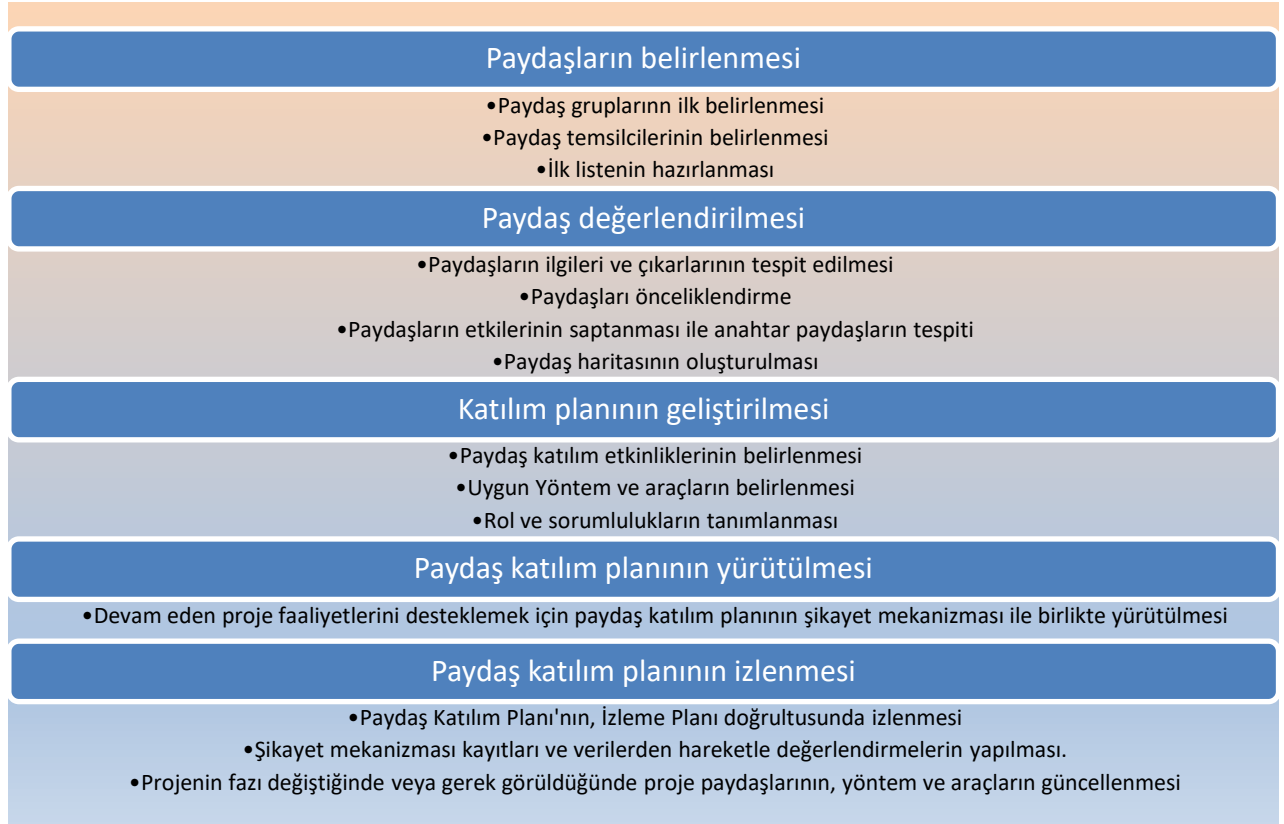 Paydaşların belirlenmesi
•Paydaş gruplarınn ilk belirlenmesi
•Paydaş temsilcilerinin belirlenmesi
•İlk listenin hazırlanması
Paydaş değerlendirilmesi
•Paydaşların ilgileri ve çıkarlarının tespit edilmesi
•Paydaşları önceliklendirme
•Paydaşların etkilerinin saptanması ile anahtar paydaşların tespiti
•Paydaş haritasının oluşturulması
Katılım planının geliştirilmesi
•Paydaş katılım etkinliklerinin belirlenmesi
•Uygun Yöntem ve araçların belirlenmesi
•Rol ve sorumlulukların tanımlanması
Paydaş katılım planının yürütülmesi
•Devam eden proje faaliyetlerini desteklemek için paydaş katılım planının şikayet mekanizması ile birlikte yürütülmesi
Paydaş katılım planının izlenmesi
•Paydaş Katılım Planı'nın, İzleme Planı doğrultusunda izlenmesi
•Şikayet mekanizması kayıtları ve verilerden hareketle değerlendirmelerin yapılması.
•Projenin fazı değiştiğinde veya gerek görüldüğünde proje paydaşlarının, yöntem ve araçların güncellenmesi